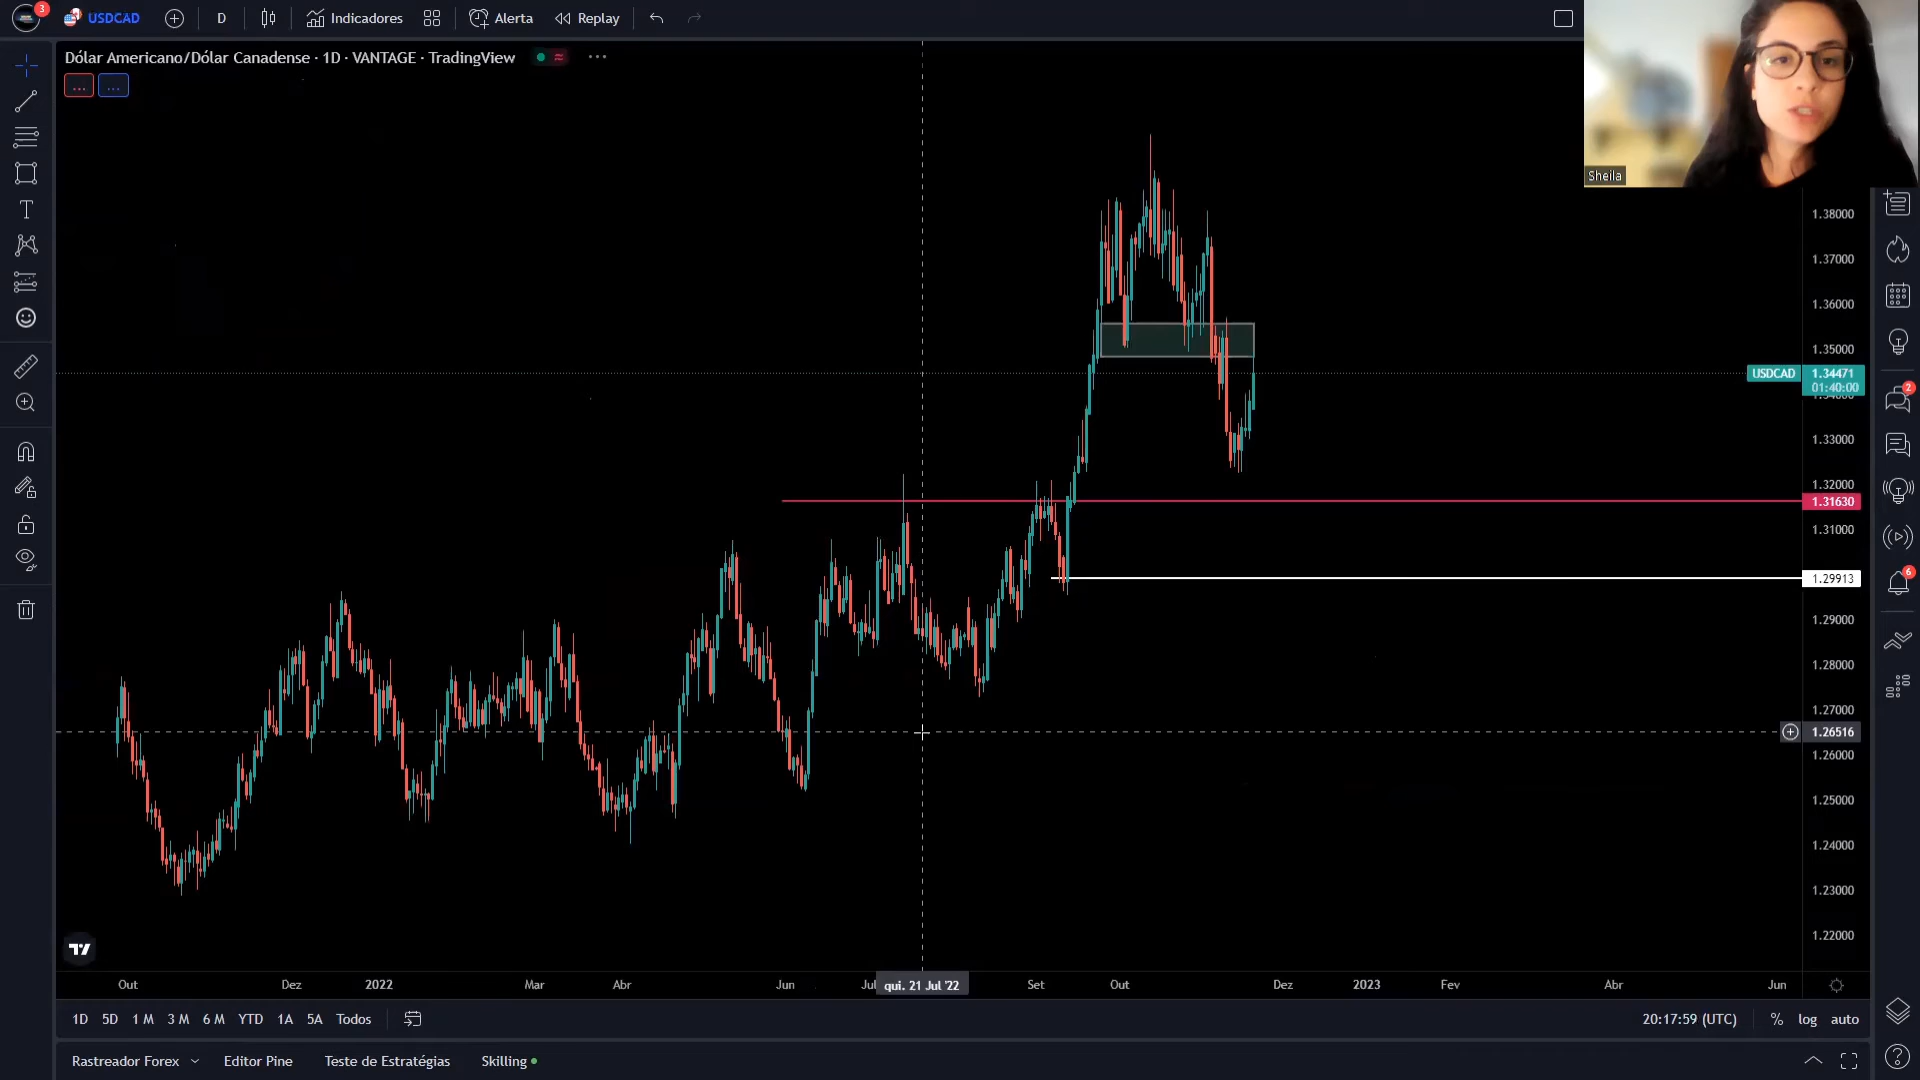 3
USDCAD
D
Indicadores
Alerta
Replay
Dólar Americano/Dólar Canadense · 1D · VANTAGE · TradingView
...
...
Sheila
1.38000
1.37000
1.36000
1.35000
USDCAD 1.34471
01:40:00
1.33000
1.32000
1.31630
1.31000
1.29913
1.29000
1.28000
1.27000
1.26516
1.26000
1.25000
1.24000
1.23000
1.22000
2
6
Out Dez 2022 Mar Abr Jun Jul qui. 21 Jul '22 Set Out Dez 2023 Fev Abr Jun
1D 5D 1 M 3 M 6 M YTD 1A 5A Todos 20:17:59 (UTC) % log auto
Rastreador Forex Editor Pine Teste de Estratégias Skilling